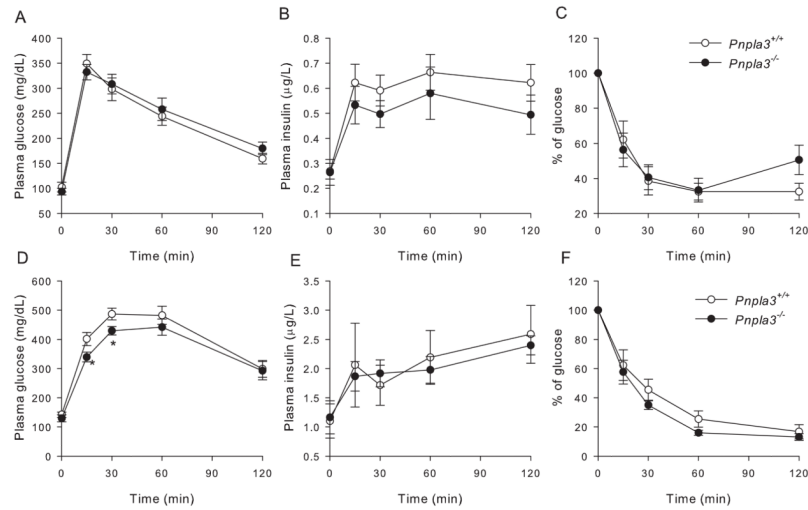 A
Plasma glucose (mg/dL)
400
350
300
250
200
150
100
50
0 30 60 90 120
Time (min)
B
Plasma insulin (µg/L)
0.8
0.7
0.6
0.5
0.4
0.3
0.2
0.1
0 30 60 90 120
Time (min)
C
% of glucose
120
100
80
60
40
20
0 30 60 90 120
Time (min)
Pnpla3+/+
Pnpla3-/-
D
Plasma glucose (mg/dL)
600
500
400
300
200
100
0
* *
0 30 60 90 120
Time (min)
E
Plasma insulin (µg/L)
3.5
3.0
2.5
2.0
1.5
1.0
0.5
0 30 60 90 120
Time (min)
F
% of glucose
120
100
80
60
40
20
0
0 30 60 90 120
Time (min)
Pnpla3+/+
Pnpla3-/-